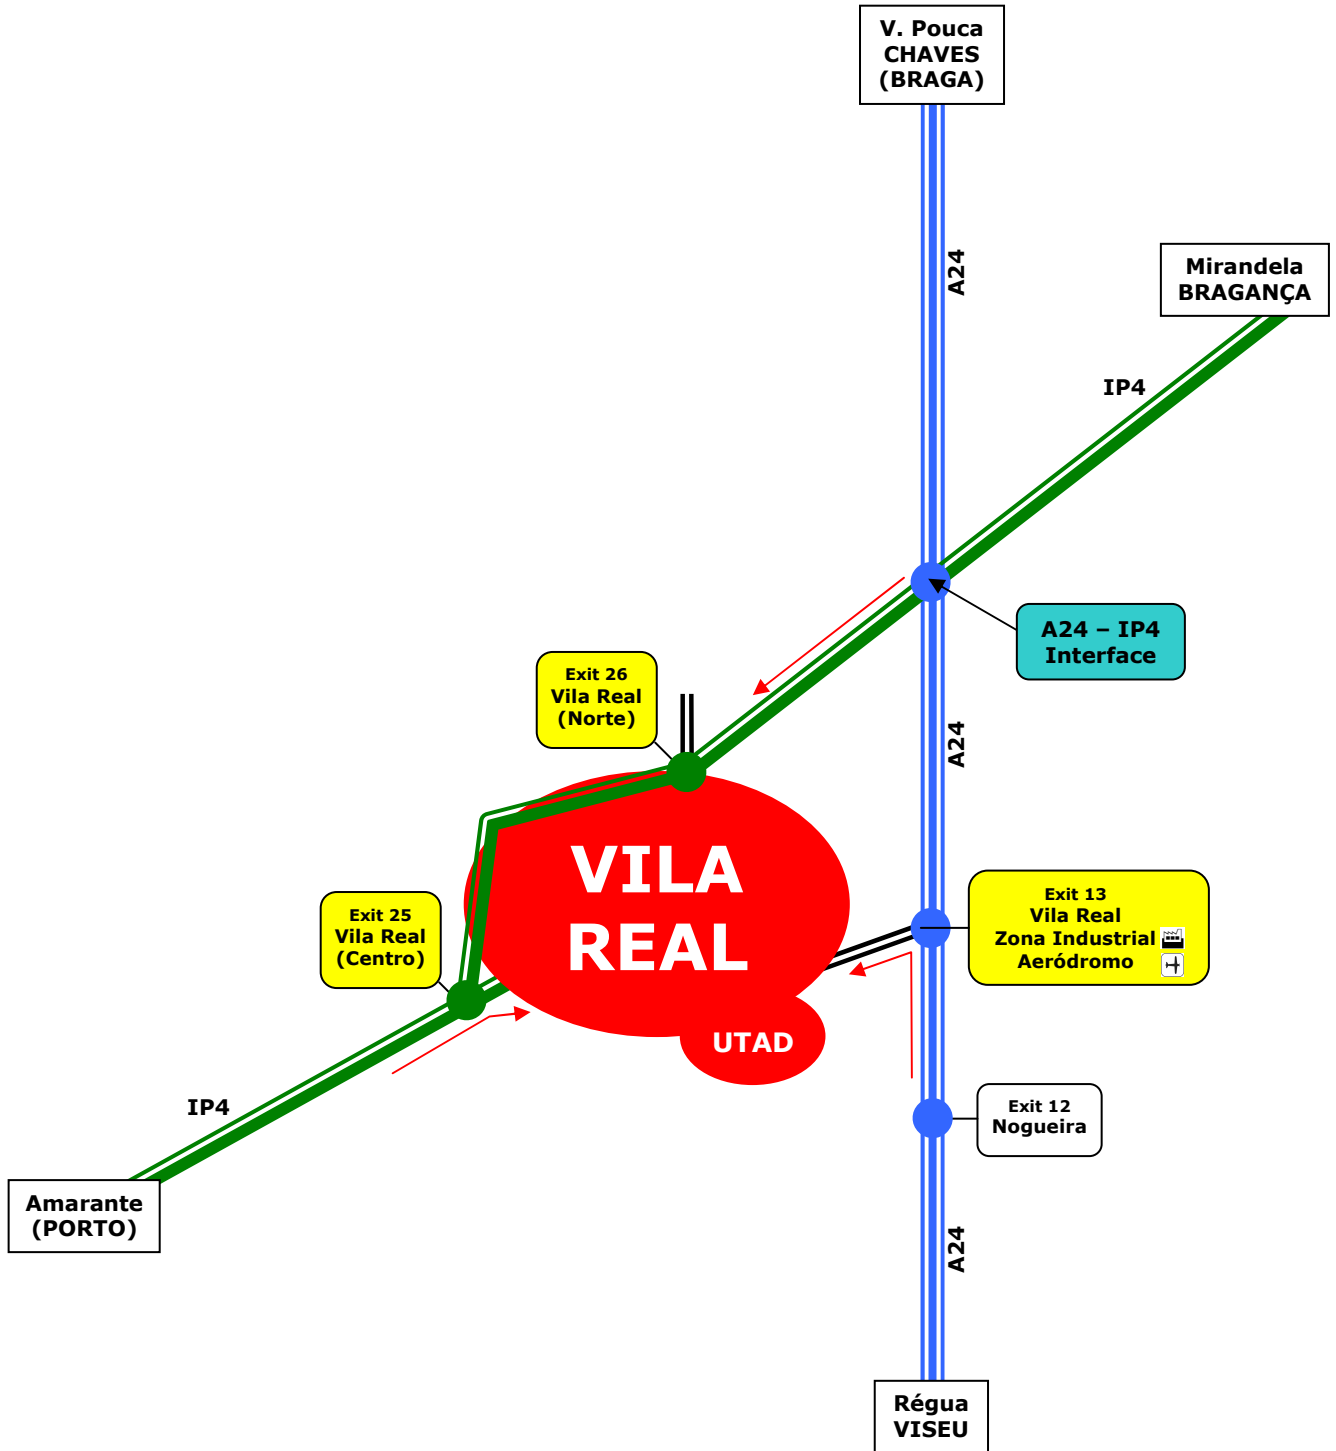 V. Pouca
CHAVES
(BRAGA)
A24
Mirandela
BRAGANÇA
IP4
A24 – IP4
Interface
Exit 26
Vila Real
(Norte)
A24
VILA
REAL
Exit 13
Vila Real
Zona Industrial
Aeródromo
Exit 25
Vila Real
(Centro)
UTAD
IP4
Exit 12
Nogueira
Amarante
(PORTO)
A24
Régua
VISEU